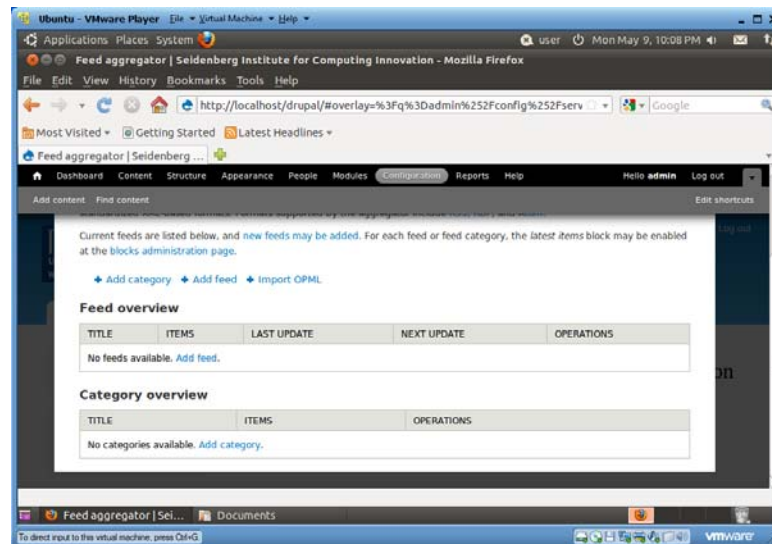 Ubuntu - VMware Player File Virtual Machine Help
Applications Places System user Mon May 9, 10:08 PM
Feed aggregator | Seidenberg Institute for Computing Innovation - Mozilla Firefox
File Edit View History Bookmarks Tools Help
http://localhost/drupal/#overlay=%3Fq%3Dadmin%252Fconfig%252Fserv Google
Most Visited Getting Started Latest Headlines
Feed aggregator | Seidenberg ...
Dashboard Content Structure Appearance People Modules Configuration Reports Help Hello admin Log out
Add content Find content Edit shortcuts
Log out
Current feeds are listed below, and new feeds may be added. For each feed or feed category, the latest items block may be enabled
at the blocks administration page.
Add category Add feed Import OPML
Feed overview
TITLE ITEMS LAST UPDATE NEXT UPDATE OPERATIONS
No feeds available. Add feed.
on
Category overview
TITLE ITEMS OPERATIONS
No categories available. Add category.
Feed aggregator | Sei... Documents
To direct input to this virtual machine, press Ctrl+G. vmware